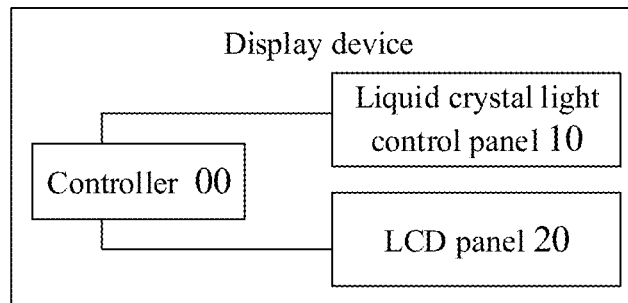 Display device
Liquid crystal light
control panel 10
Controller 00
LCD panel 20